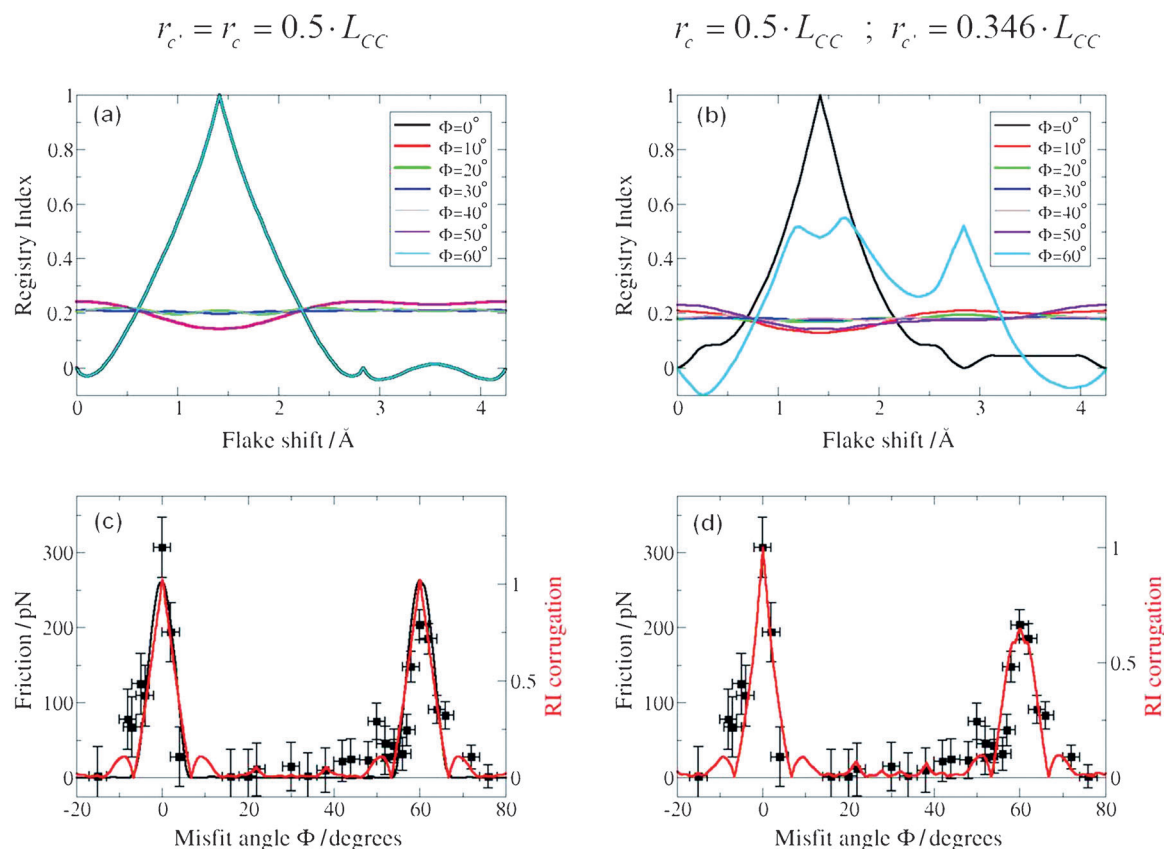 r_c' = r_c = 0.5 · L_CC
r_c = 0.5 · L_CC ; r_c' = 0.346 · L_CC
(a)
Registry Index
1
0.8
0.6
0.4
0.2
0
0 1 2 3 4
Flake shift / Ǎ
Φ=0°
Φ=10°
Φ=20°
Φ=30°
Φ=40°
Φ=50°
Φ=60°
(b)
Registry Index
1
0.8
0.6
0.4
0.2
0
0 1 2 3 4
Flake shift / Ǎ
Φ=0°
Φ=10°
Φ=20°
Φ=30°
Φ=40°
Φ=50°
Φ=60°
(c)
Friction / pN
300
200
100
0
1
0.5
0
RI corrugation
-20 0 20 40 60 80
Misfit angle Φ / degrees
(d)
Friction / pN
300
200
100
0
1
0.5
0
RI corrugation
-20 0 20 40 60 80
Misfit angle Φ / degrees